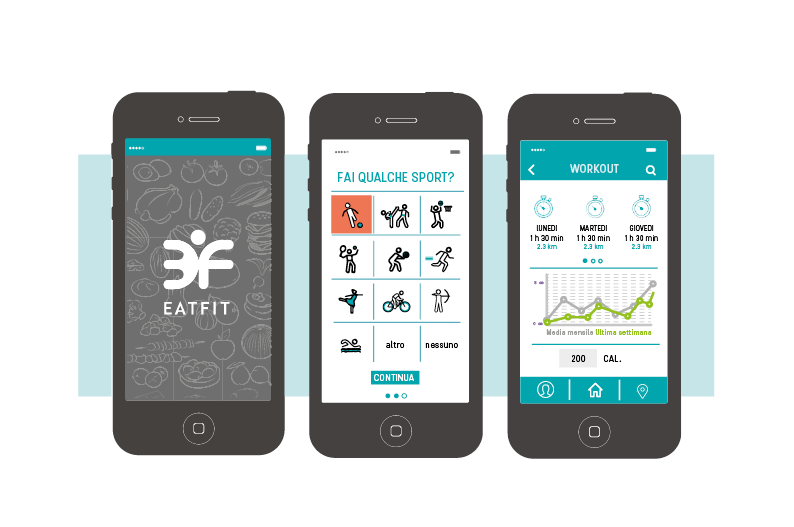 EATFIT
FAI QUALCHE SPORT?
altro
nessuno
CONTINUA
WORKOUT
lUNEDI MARTEDI GIOVEDI
1 h 30 min 1 h 30 min 1 h 30 min
2.3 km 2.3 km 2.3 km
Media mensile Ultima settimana
200 CAL.